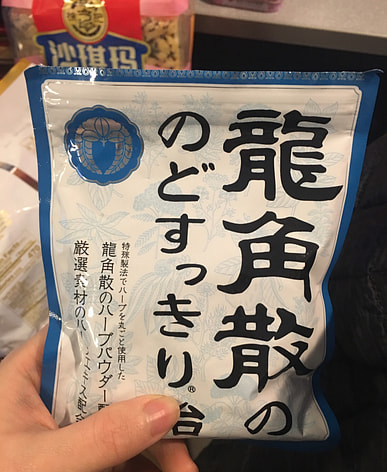 沙琪玛
龍角散の
のどすっきり®飴
特殊製法でハーブを丸ごと使用した
龍角散のハーブパウダー
厳選素材のハー